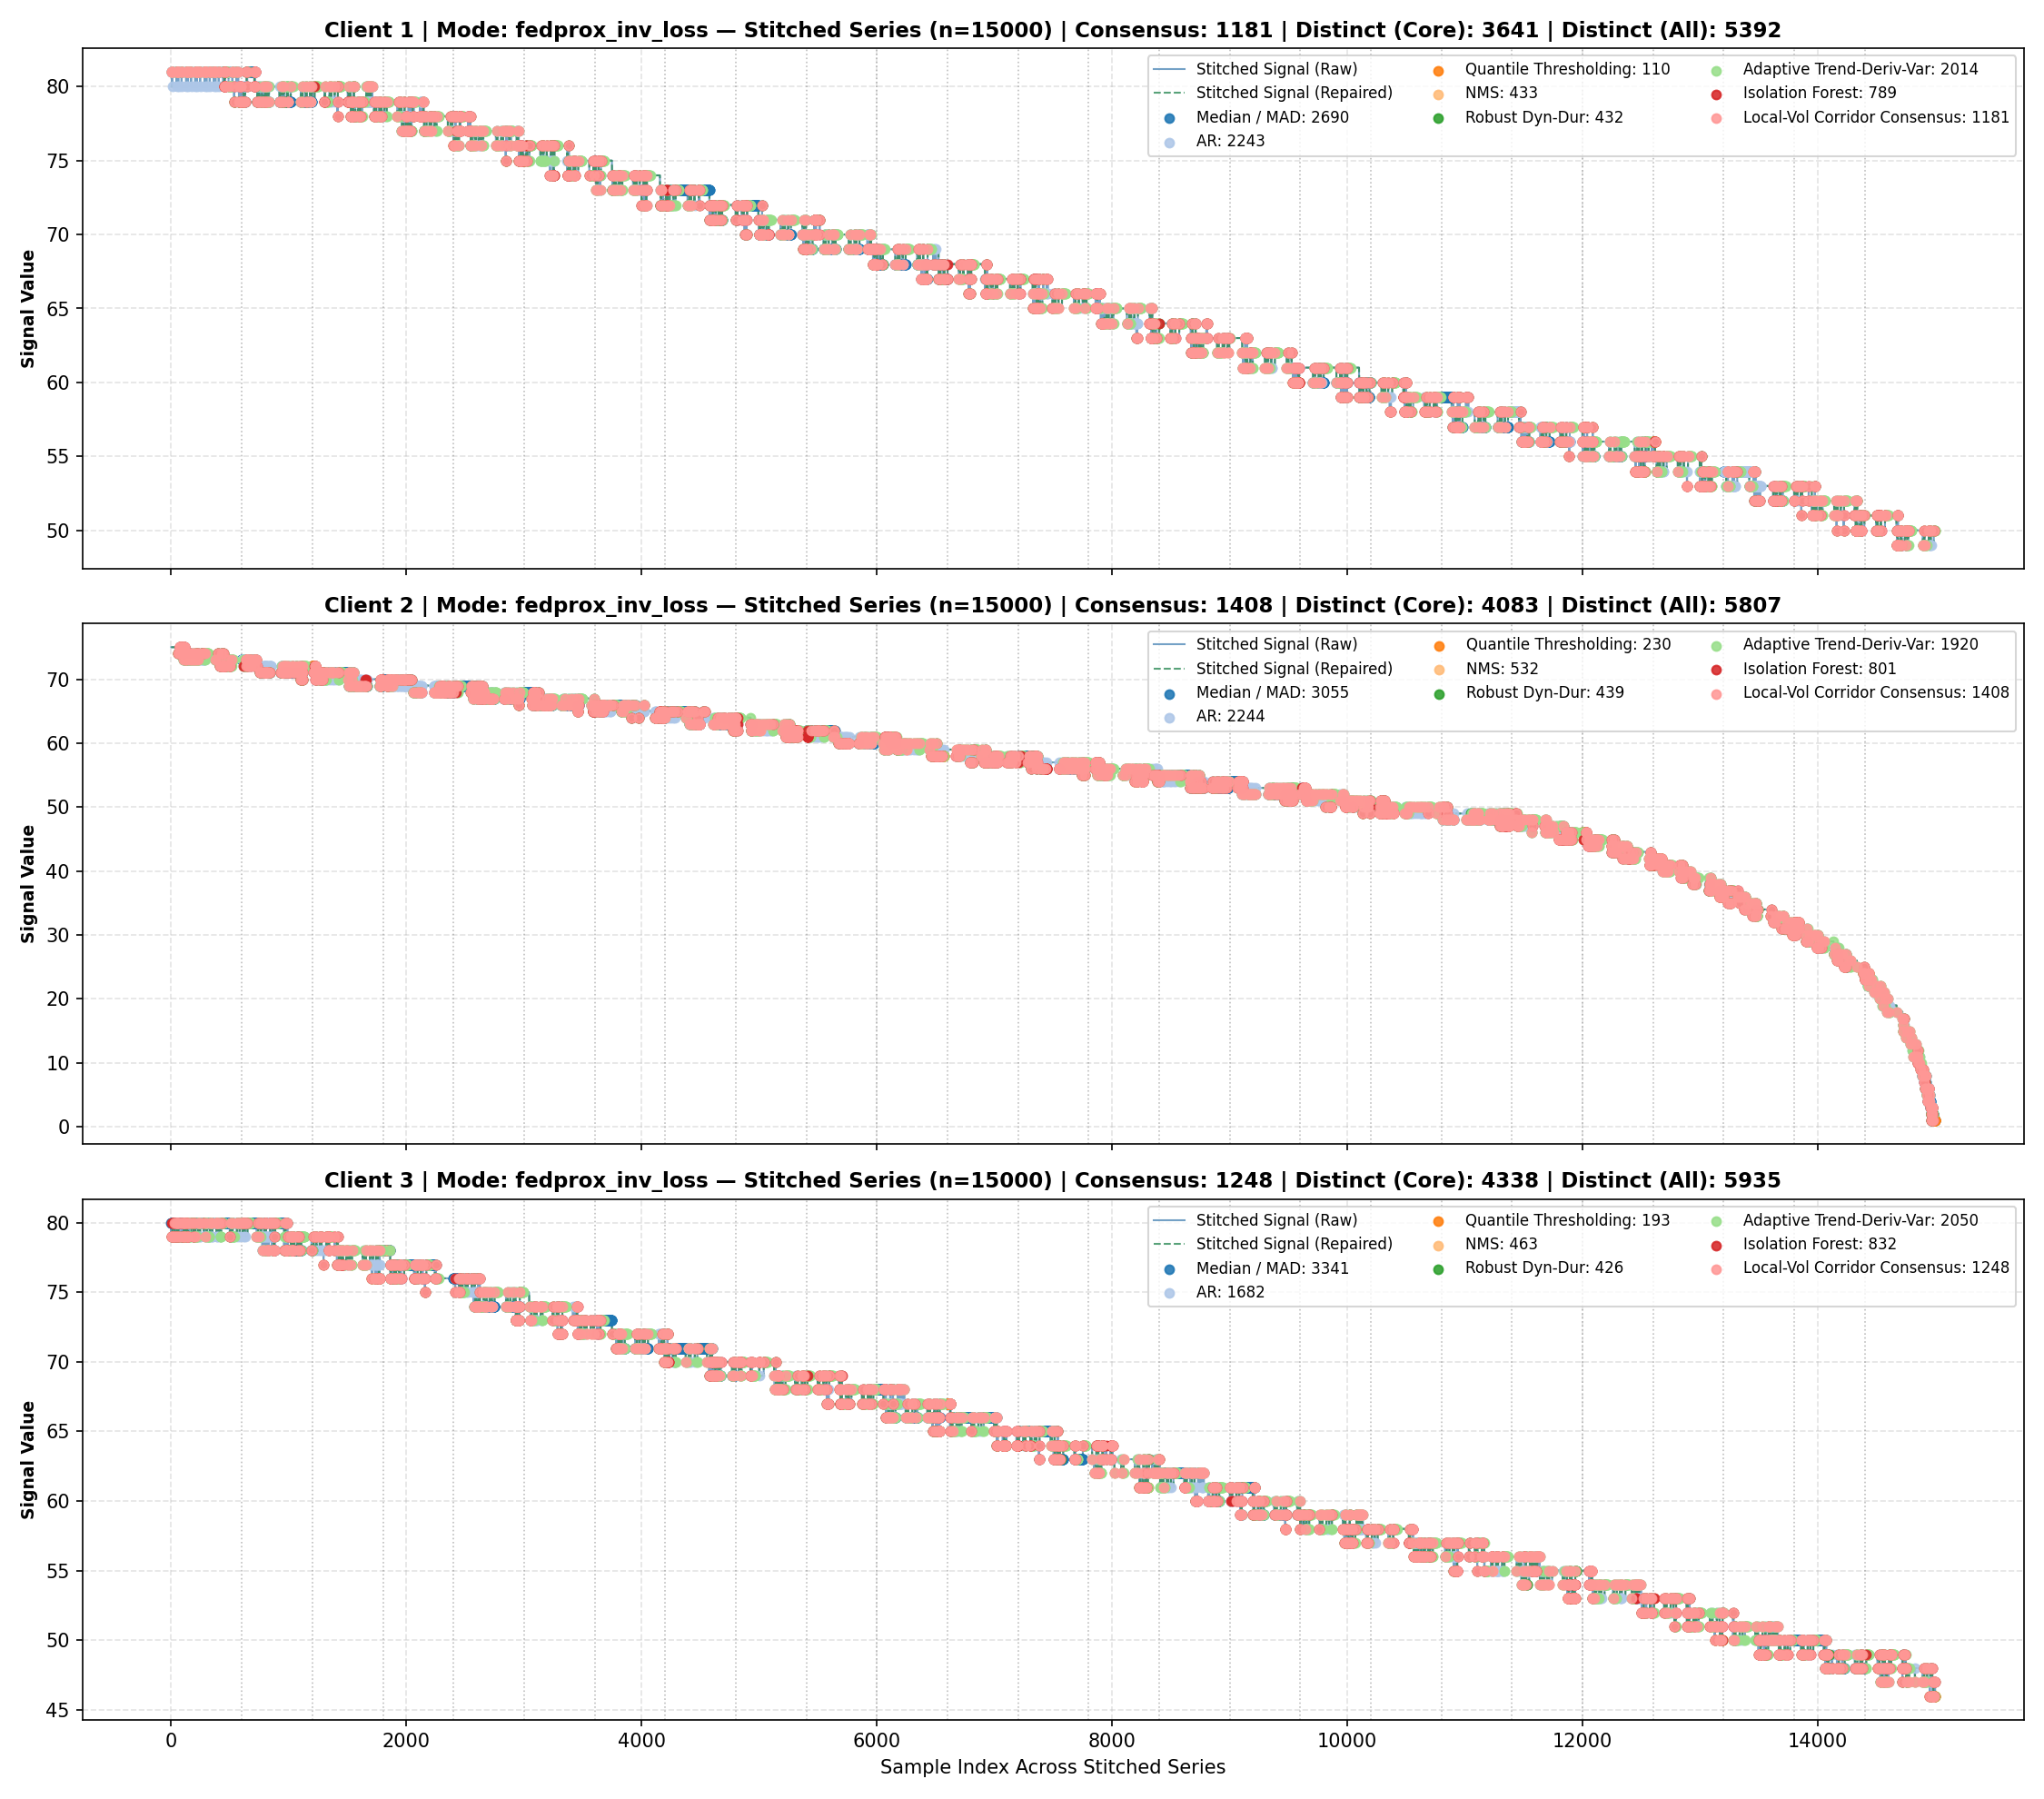 Client 1 | Mode: fedprox_inv_loss — Stitched Series (n=15000) | Consensus: 1181 | Distinct (Core): 3641 | Distinct (All): 5392
Stitched Signal (Raw)
Stitched Signal (Repaired)
Median / MAD: 2690
AR: 2243
Quantile Thresholding: 110
NMS: 433
Robust Dyn-Dur: 432
Adaptive Trend-Deriv-Var: 2014
Isolation Forest: 789
Local-Vol Corridor Consensus: 1181
Signal Value
80
75
70
65
60
55
50
Client 2 | Mode: fedprox_inv_loss — Stitched Series (n=15000) | Consensus: 1408 | Distinct (Core): 4083 | Distinct (All): 5807
Stitched Signal (Raw)
Stitched Signal (Repaired)
Median / MAD: 3055
AR: 2244
Quantile Thresholding: 230
NMS: 532
Robust Dyn-Dur: 439
Adaptive Trend-Deriv-Var: 1920
Isolation Forest: 801
Local-Vol Corridor Consensus: 1408
Signal Value
70
60
50
40
30
20
10
0
Client 3 | Mode: fedprox_inv_loss — Stitched Series (n=15000) | Consensus: 1248 | Distinct (Core): 4338 | Distinct (All): 5935
Stitched Signal (Raw)
Stitched Signal (Repaired)
Median / MAD: 3341
AR: 1682
Quantile Thresholding: 193
NMS: 463
Robust Dyn-Dur: 426
Adaptive Trend-Deriv-Var: 2050
Isolation Forest: 832
Local-Vol Corridor Consensus: 1248
Signal Value
80
75
70
65
60
55
50
45
0 2000 4000 6000 8000 10000 12000 14000
Sample Index Across Stitched Series